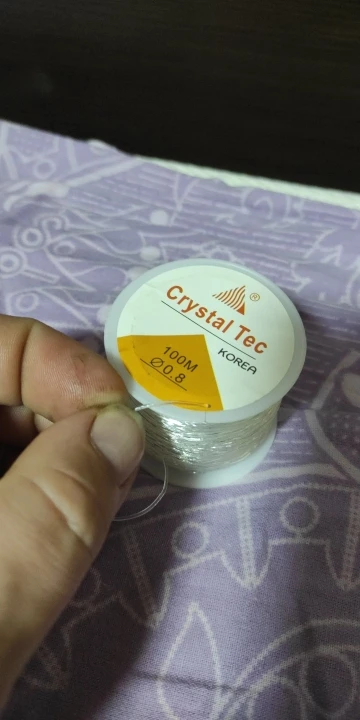 ®
Crystal Tec
KOREA
100M
Ø0.8